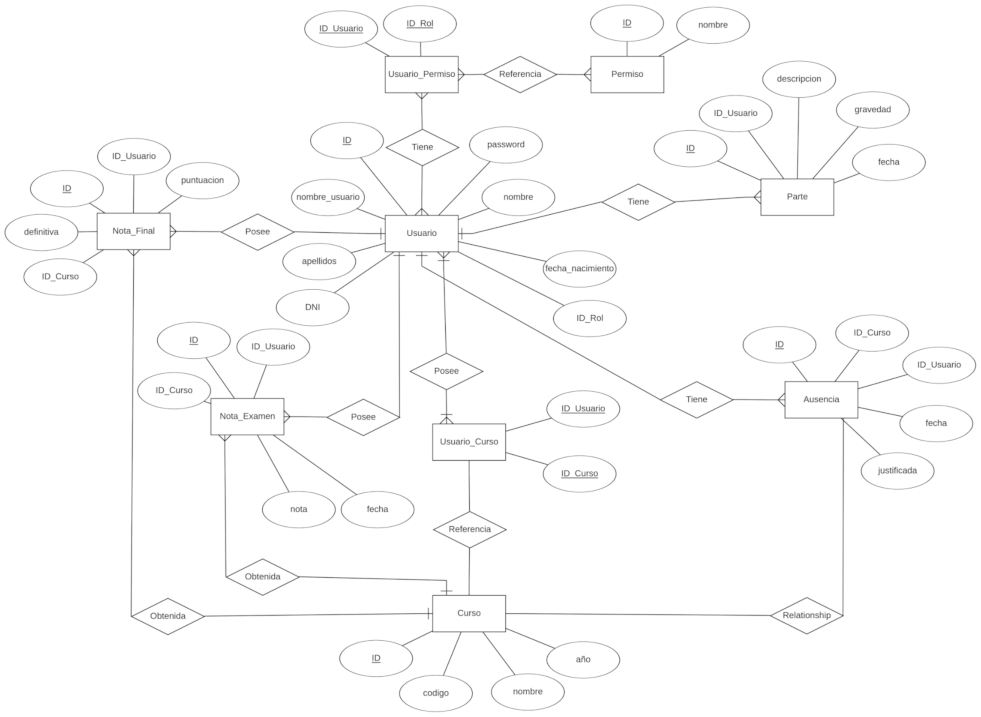 ID_Usuario
ID_Rol
ID
nombre
Usuario_Permiso
Referencia
Permiso
descripcion
ID_Usuario
gravedad
ID
fecha
Parte
Tiene
ID
password
Tiene
nombre_usuario
nombre
Usuario
apellidos
fecha_nacimiento
DNI
ID_Rol
ID_Usuario
ID
puntuacion
definitiva
Nota_Final
ID_Curso
Posee
ID
ID_Usuario
ID_Curso
Nota_Examen
Posee
nota
fecha
Posee
ID_Usuario
Usuario_Curso
ID_Curso
Tiene
ID
ID_Curso
ID_Usuario
Ausencia
fecha
justificada
Referencia
Obtenida
Obtenida
Curso
Relationship
ID
codigo
nombre
año